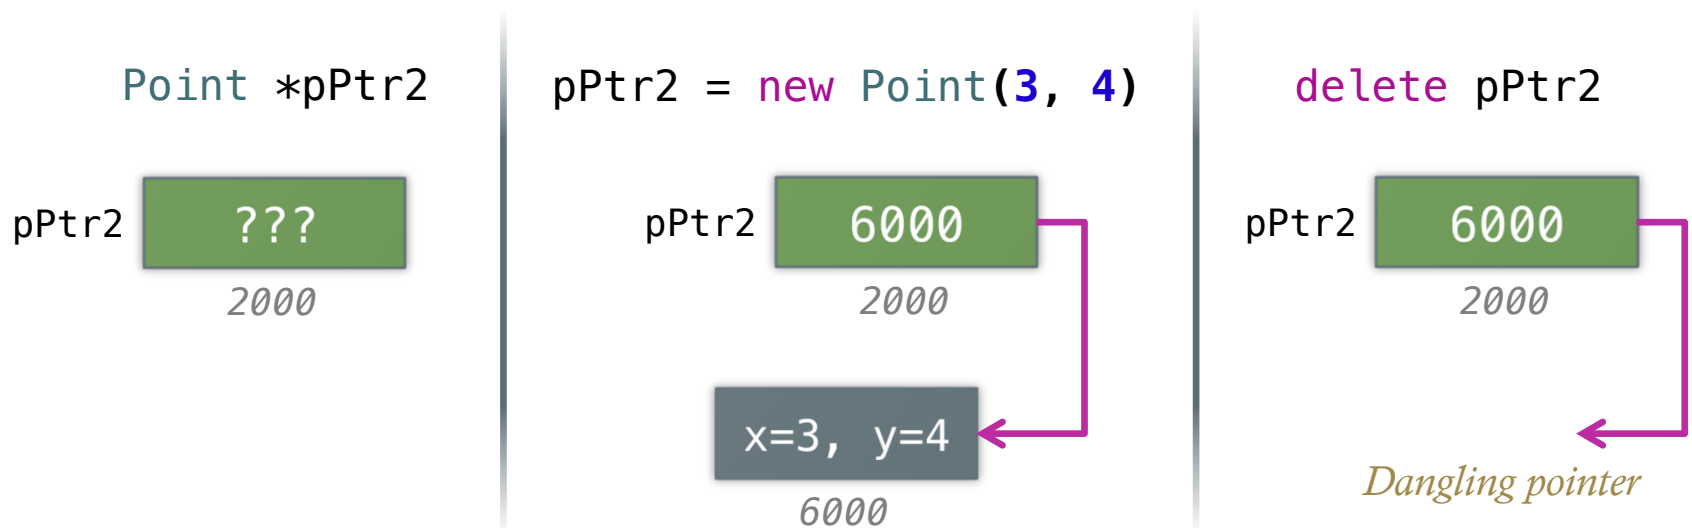 Point *pPtr2
pPtr2
???
2000
pPtr2 = new Point(3, 4)
pPtr2
6000
2000
x=3, y=4
6000
delete pPtr2
pPtr2
6000
2000
Dangling pointer